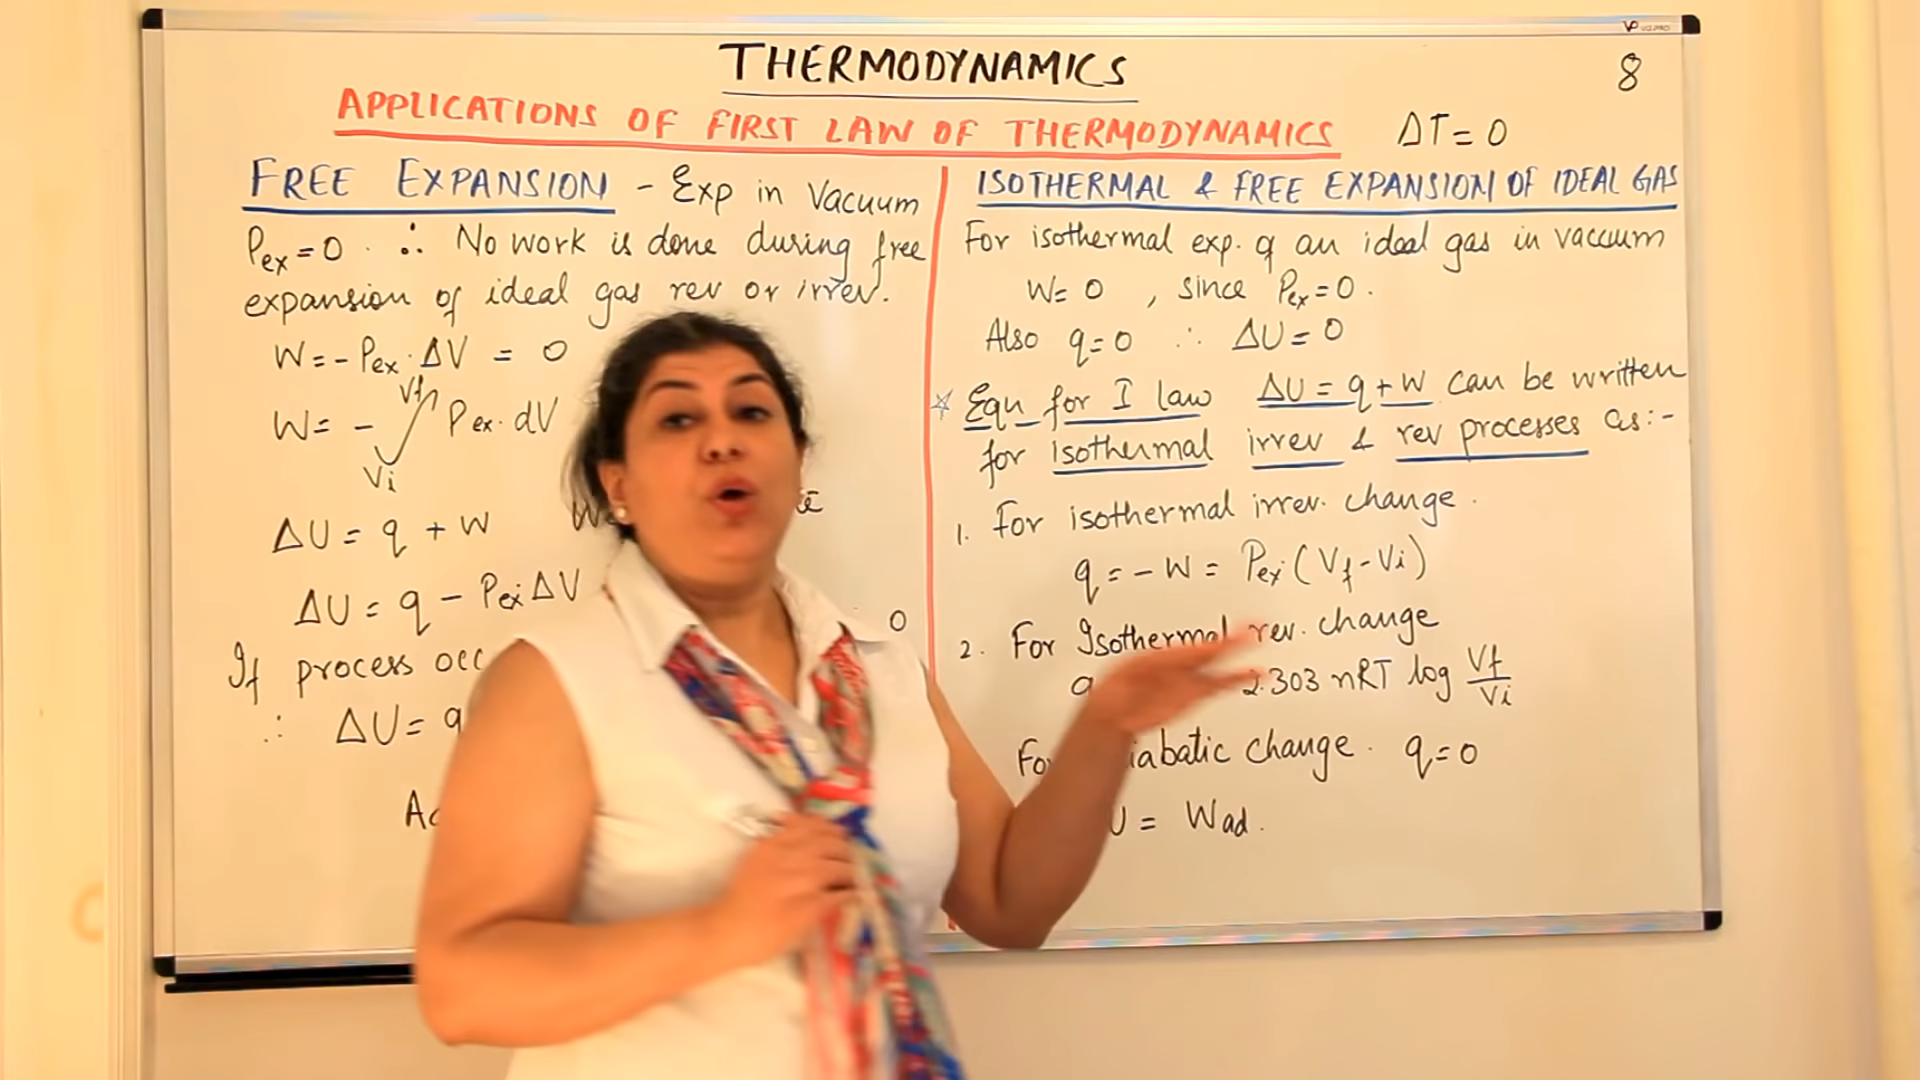 THERMODYNAMICS
8
APPLICATIONS OF FIRST LAW OF THERMODYNAMICS ΔT = 0
FREE EXPANSION - Exp in Vacuum
Pex = 0 . ∴ No work is done during free
expansion of ideal gas rev or irrev.
W = - Pex . ΔV = 0
W = - ∫ Vi Vf Pex . dV
ΔU = q + W
ΔU = q - Pex ΔV
0
If process
∴ ΔU = q
ISOTHERMAL & FREE EXPANSION OF IDEAL GAS
For isothermal exp. of an ideal gas in vaccum
W = 0 , since Pex = 0 .
Also q = 0 ∴ ΔU = 0
☆ Equ for I law ΔU = q + W can be written
for isothermal irrev & rev processes as :-
1. For isothermal irrev. change .
q = - W = Pex (Vf - Vi)
2. For Isothermal rev. change
2.303 nRT log Vf/Vi
change . q = 0
U = Wad .